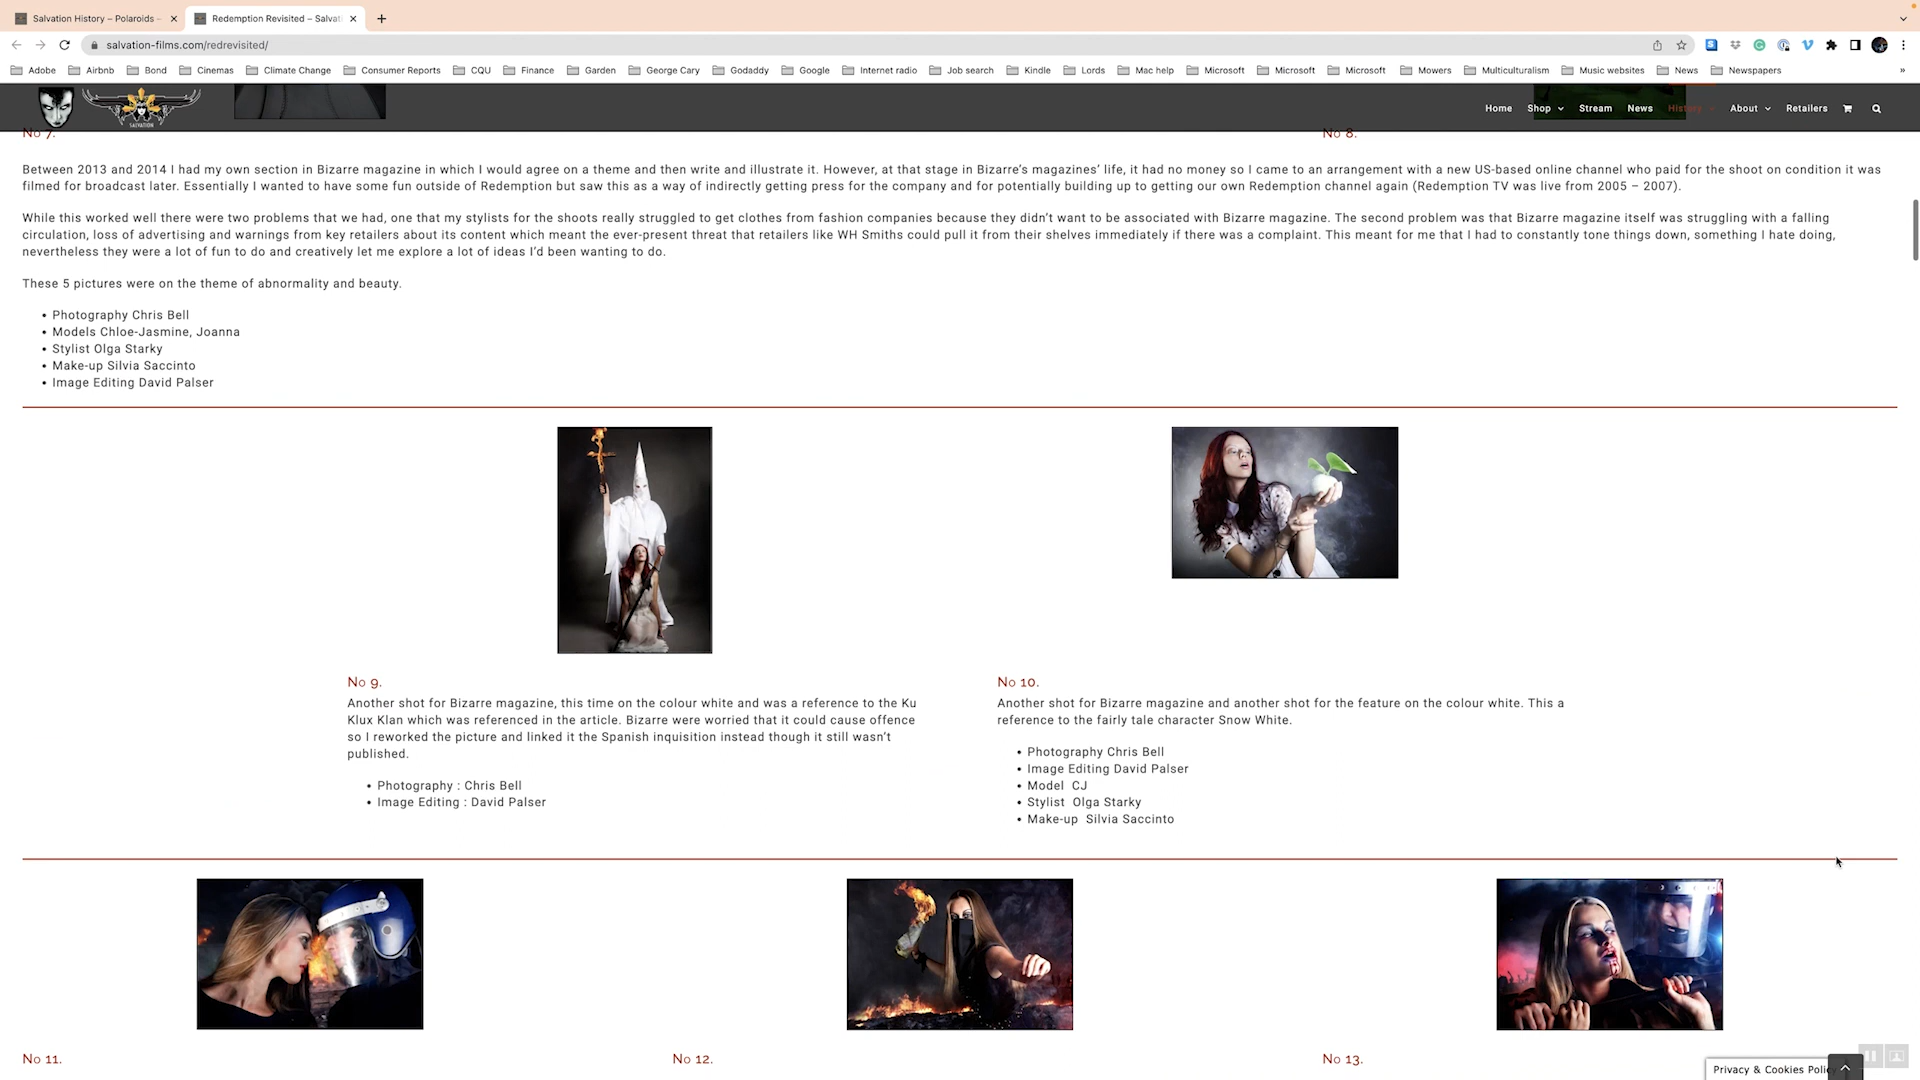 Salvation History – Polaroids –
Redemption Revisited – Salvat
salvation-films.com/redrevisited/
Adobe
Airbnb
Bond
Cinemas
Climate Change
Consumer Reports
CQU
Finance
Garden
George Cary
Godaddy
Google
Internet radio
Job search
Kindle
Lords
Mac help
Microsoft
Microsoft
Microsoft
Mowers
Multiculturalism
Music websites
News
Newspapers
SALVATION
Home
Shop
Stream
News
History
About
Retailers
No 7.
No 8.
Between 2013 and 2014 I had my own section in Bizarre magazine in which I would agree on a theme and then write and illustrate it. However, at that stage in Bizarre's magazines' life, it had no money so I came to an arrangement with a new US-based online channel who paid for the shoot on condition it was
filmed for broadcast later. Essentially I wanted to have some fun outside of Redemption but saw this as a way of indirectly getting press for the company and for potentially building up to getting our own Redemption channel again (Redemption TV was live from 2005 – 2007).
While this worked well there were two problems that we had, one that my stylists for the shoots really struggled to get clothes from fashion companies because they didn't want to be associated with Bizarre magazine. The second problem was that Bizarre magazine itself was struggling with a falling
circulation, loss of advertising and warnings from key retailers about its content which meant the ever-present threat that retailers like WH Smiths could pull it from their shelves immediately if there was a complaint. This meant for me that I had to constantly tone things down, something I hate doing,
nevertheless they were a lot of fun to do and creatively let me explore a lot of ideas I'd been wanting to do.
These 5 pictures were on the theme of abnormality and beauty.
• Photography Chris Bell
• Models Chloe-Jasmine, Joanna
• Stylist Olga Starky
• Make-up Silvia Saccinto
• Image Editing David Palser
No 9.
Another shot for Bizarre magazine, this time on the colour white and was a reference to the Ku
Klux Klan which was referenced in the article. Bizarre were worried that it could cause offence
so I reworked the picture and linked it the Spanish inquisition instead though it still wasn't
published.
• Photography : Chris Bell
• Image Editing : David Palser
No 10.
Another shot for Bizarre magazine and another shot for the feature on the colour white. This a
reference to the fairly tale character Snow White.
• Photography Chris Bell
• Image Editing David Palser
• Model CJ
• Stylist Olga Starky
• Make-up Silvia Saccinto
No 11.
No 12.
No 13.
Privacy & Cookies Policy